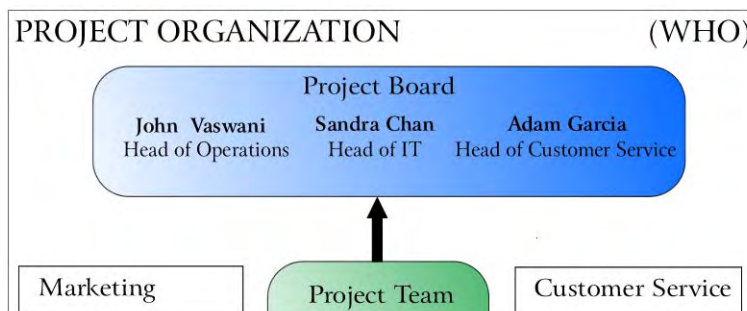 PROJECT ORGANIZATION (WHO)
Project Board
John Vaswani Sandra Chan Adam Garcia
Head of Operations Head of IT Head of Customer Service
Marketing Project Team Customer Service